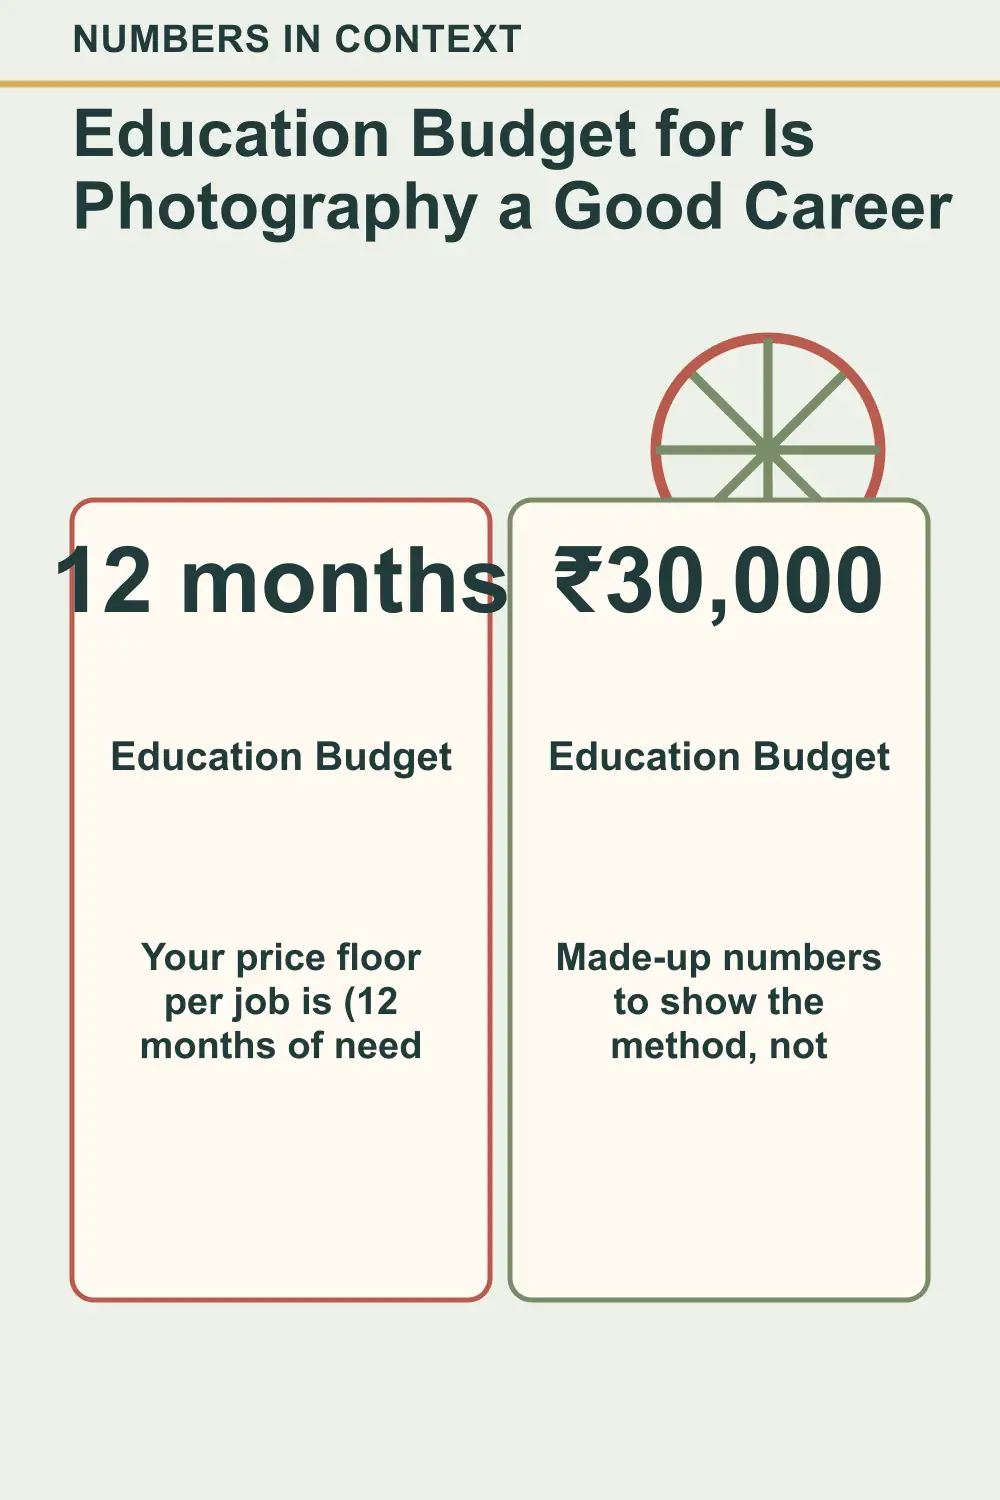 NUMBERS IN CONTEXT
Education Budget for Is
Photography a Good Career
12 months
Education Budget
Your price floor
per job is (12
months of need
₹30,000
Education Budget
Made-up numbers
to show the
method, not